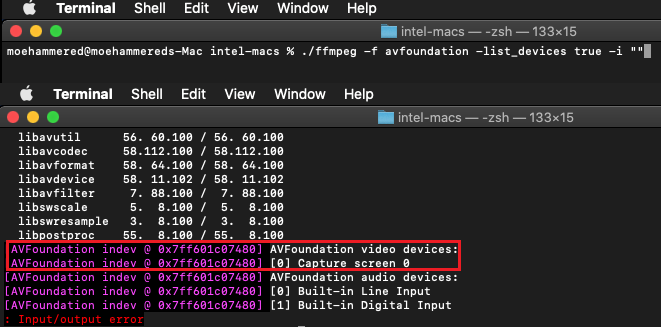 Terminal Shell Edit View Window Help
intel-macs — -zsh — 133×15
moehammered@moehammereds-Mac intel-macs % ./ffmpeg -f avfoundation -list_devices true -i ""
Terminal Shell Edit View Window Help
intel-macs — -zsh — 133×15
libavutil 56. 60.100 / 56. 60.100
libavcodec 58.112.100 / 58.112.100
libavformat 58. 64.100 / 58. 64.100
libavdevice 58. 11.102 / 58. 11.102
libavfilter 7. 88.100 / 7. 88.100
libswscale 5. 8.100 / 5. 8.100
libswresample 3. 8.100 / 3. 8.100
libpostproc 55. 8.100 / 55. 8.100
[AVFoundation indev @ 0x7ff601c07480] AVFoundation video devices:
[AVFoundation indev @ 0x7ff601c07480] [0] Capture screen 0
[AVFoundation indev @ 0x7ff601c07480] AVFoundation audio devices:
[AVFoundation indev @ 0x7ff601c07480] [0] Built-in Line Input
[AVFoundation indev @ 0x7ff601c07480] [1] Built-in Digital Input
: Input/output error